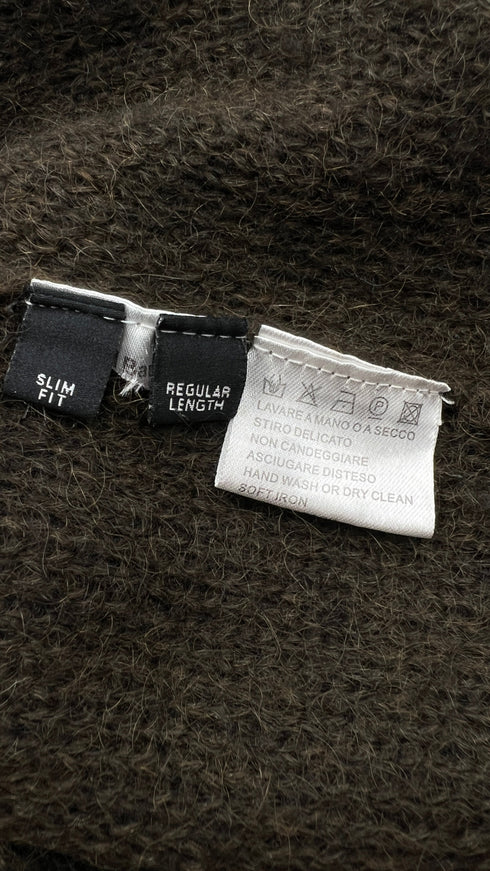 SLIM
FIT
Ba
REGULAR
LENGTH
P
LAVARE A MANO O A SECCO
STIRO DELICATO
NON CANDEGGIARE
ASCIUGARE DISTESO
HAND WASH OR DRY CLEAN
SOFT IRON